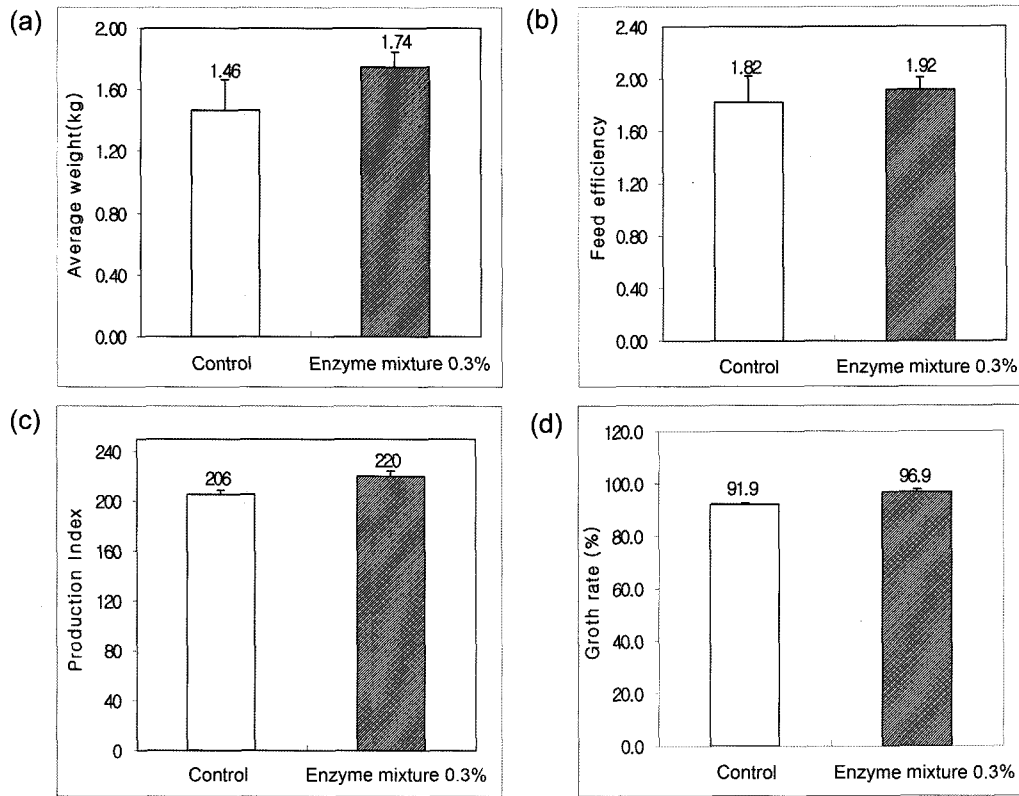 (a)
Average weight(kg)
2.00
1.60
1.20
0.80
0.40
0.00
1.46
1.74
Control
Enzyme mixture 0.3%
(b)
Feed efficiency
2.40
2.00
1.60
1.20
0.80
0.40
0.00
1.82
1.92
Control
Enzyme mixture 0.3%
(c)
Production Index
240
200
160
120
80
40
0
206
220
Control
Enzyme mixture 0.3%
(d)
Groth rate (%)
120.0
100.0
80.0
60.0
40.0
20.0
0.0
91.9
96.9
Control
Enzyme mixture 0.3%